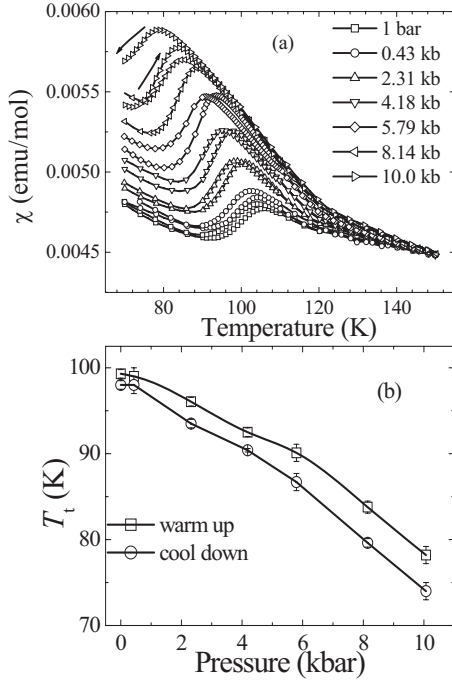 (a)
1 bar
0.43 kb
2.31 kb
4.18 kb
5.79 kb
8.14 kb
10.0 kb
0.0060
0.0055
0.0050
0.0045
χ (emu/mol)
80 100 120 140
Temperature (K)
(b)
100
90
80
70
T_t (K)
warm up
cool down
0 2 4 6 8 10
Pressure (kbar)